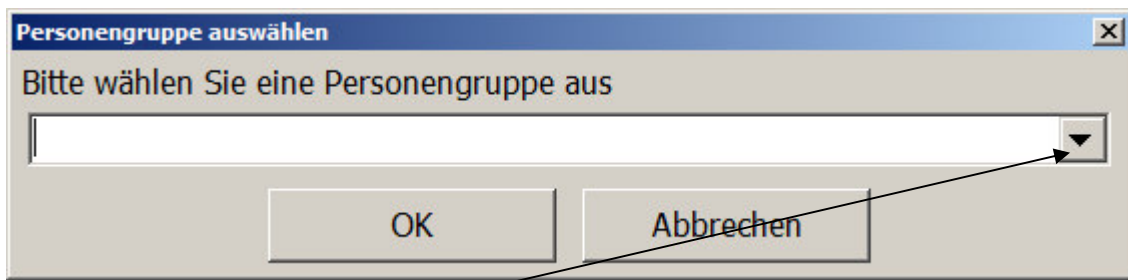 Personengruppe auswählen
Bitte wählen Sie eine Personengruppe aus
OK
Abbrechen